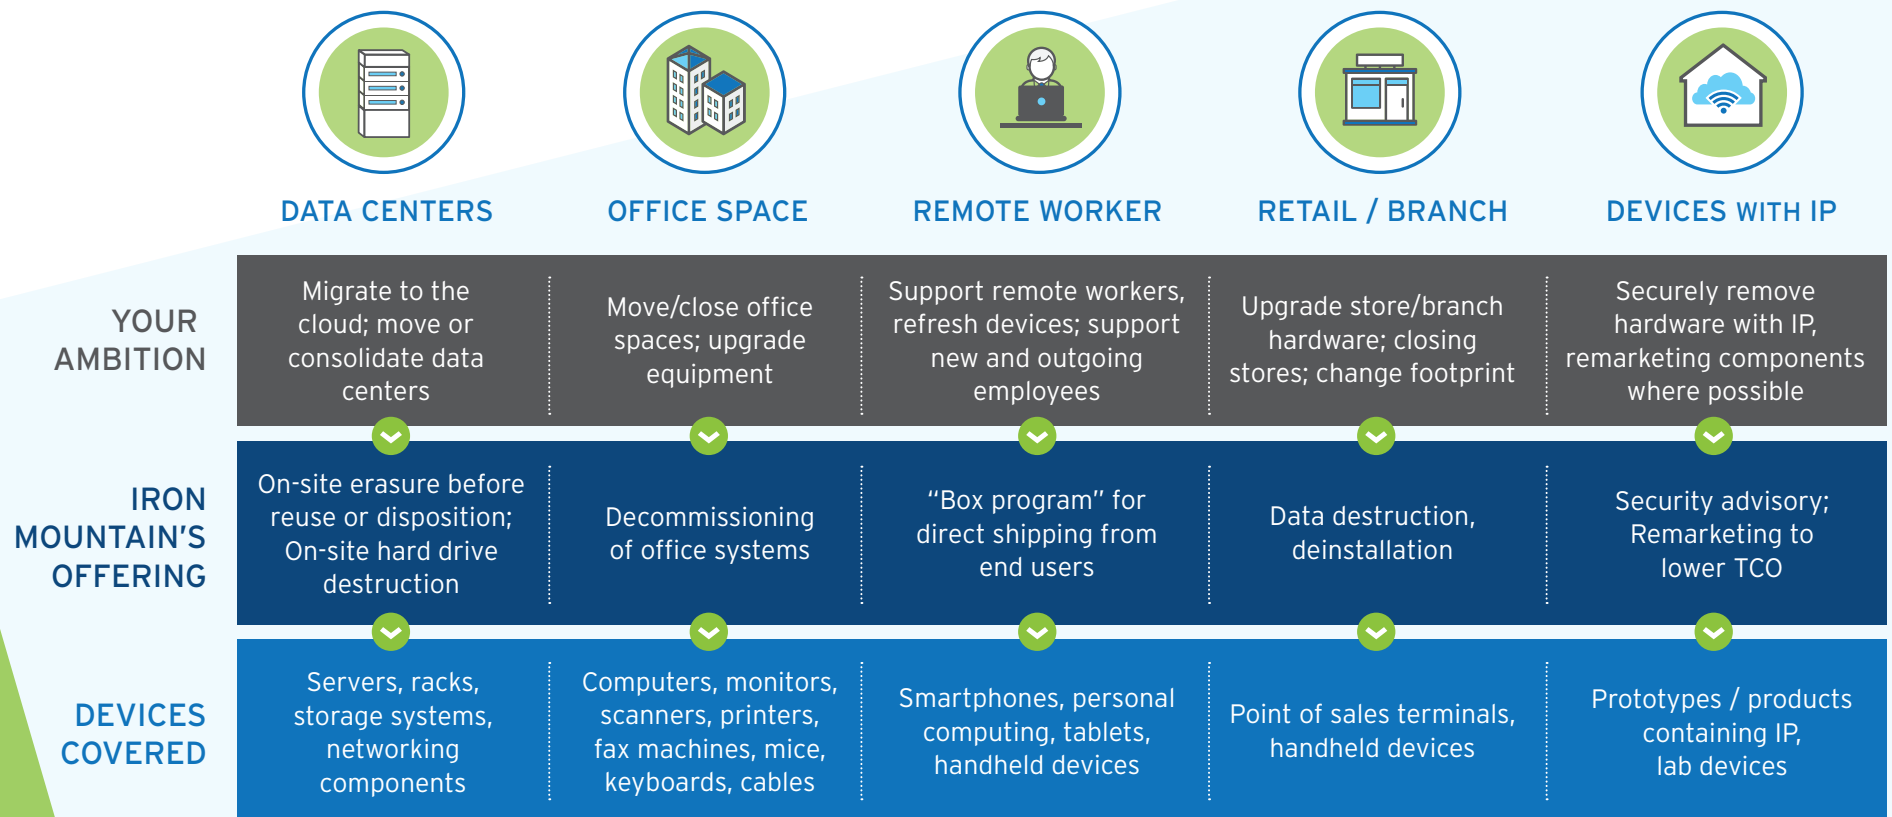 DATA CENTERS
OFFICE SPACE
REMOTE WORKER
RETAIL / BRANCH
DEVICES WITH IP
YOUR
AMBITION
Migrate to the
cloud; move or
consolidate data
centers
Move/close office
spaces; upgrade
equipment
Support remote workers,
refresh devices; support
new and outgoing
employees
Upgrade store/branch
hardware; closing
stores; change footprint
Securely remove
hardware with IP,
remarketing components
where possible
IRON
MOUNTAIN'S
OFFERING
On-site erasure before
reuse or disposition;
On-site hard drive
destruction
Decommissioning
of office systems
“Box program” for
direct shipping from
end users
Data destruction,
deinstallation
Security advisory;
Remarketing to
lower TCO
DEVICES
COVERED
Servers, racks,
storage systems,
networking
components
Computers, monitors,
scanners, printers,
fax machines, mice,
keyboards, cables
Smartphones, personal
computing, tablets,
handheld devices
Point of sales terminals,
handheld devices
Prototypes / products
containing IP,
lab devices